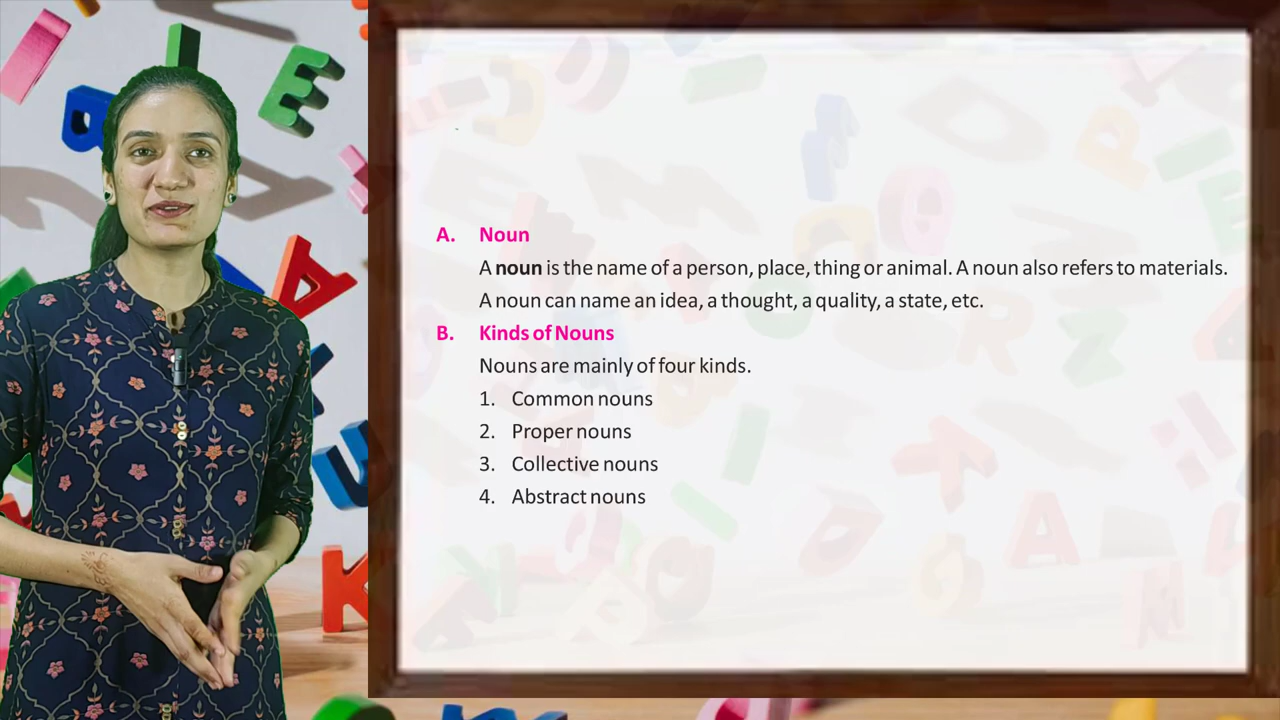 A. Noun
A noun is the name of a person, place, thing or animal. A noun also refers to materials.
A noun can name an idea, a thought, a quality, a state, etc.
B. Kinds of Nouns
Nouns are mainly of four kinds.
1. Common nouns
2. Proper nouns
3. Collective nouns
4. Abstract nouns